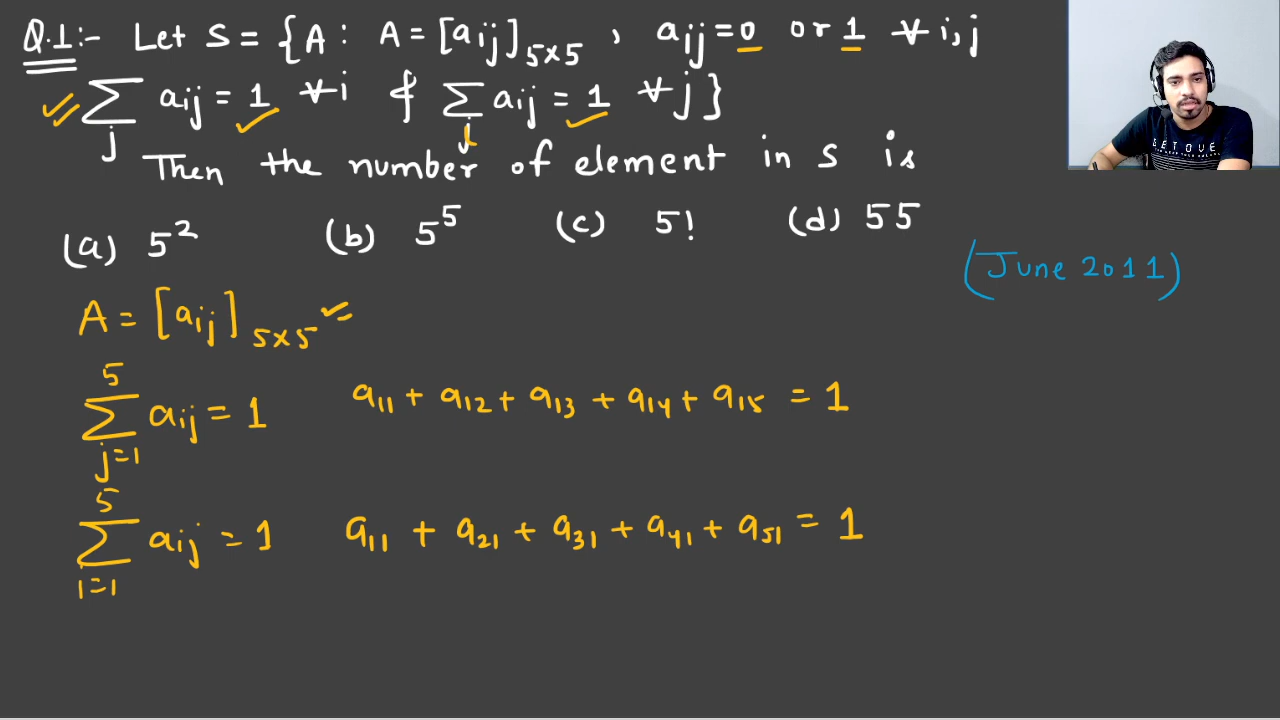 Q.1:- Let S = {A : A = [aij]5×5 , aij = 0 or 1 ∀ i,j
∑j aij = 1 ∀ i & ∑i aij = 1 ∀ j}
Then the number of element in S is
(a) 5² (b) 5⁵ (c) 5! (d) 55
(June 2011)
A = [aij]5×5
5∑j=1 aij = 1 a11 + a12 + a13 + a14 + a15 = 1
5∑i=1 aij = 1 a11 + a21 + a31 + a41 + a51 = 1
GETOVE